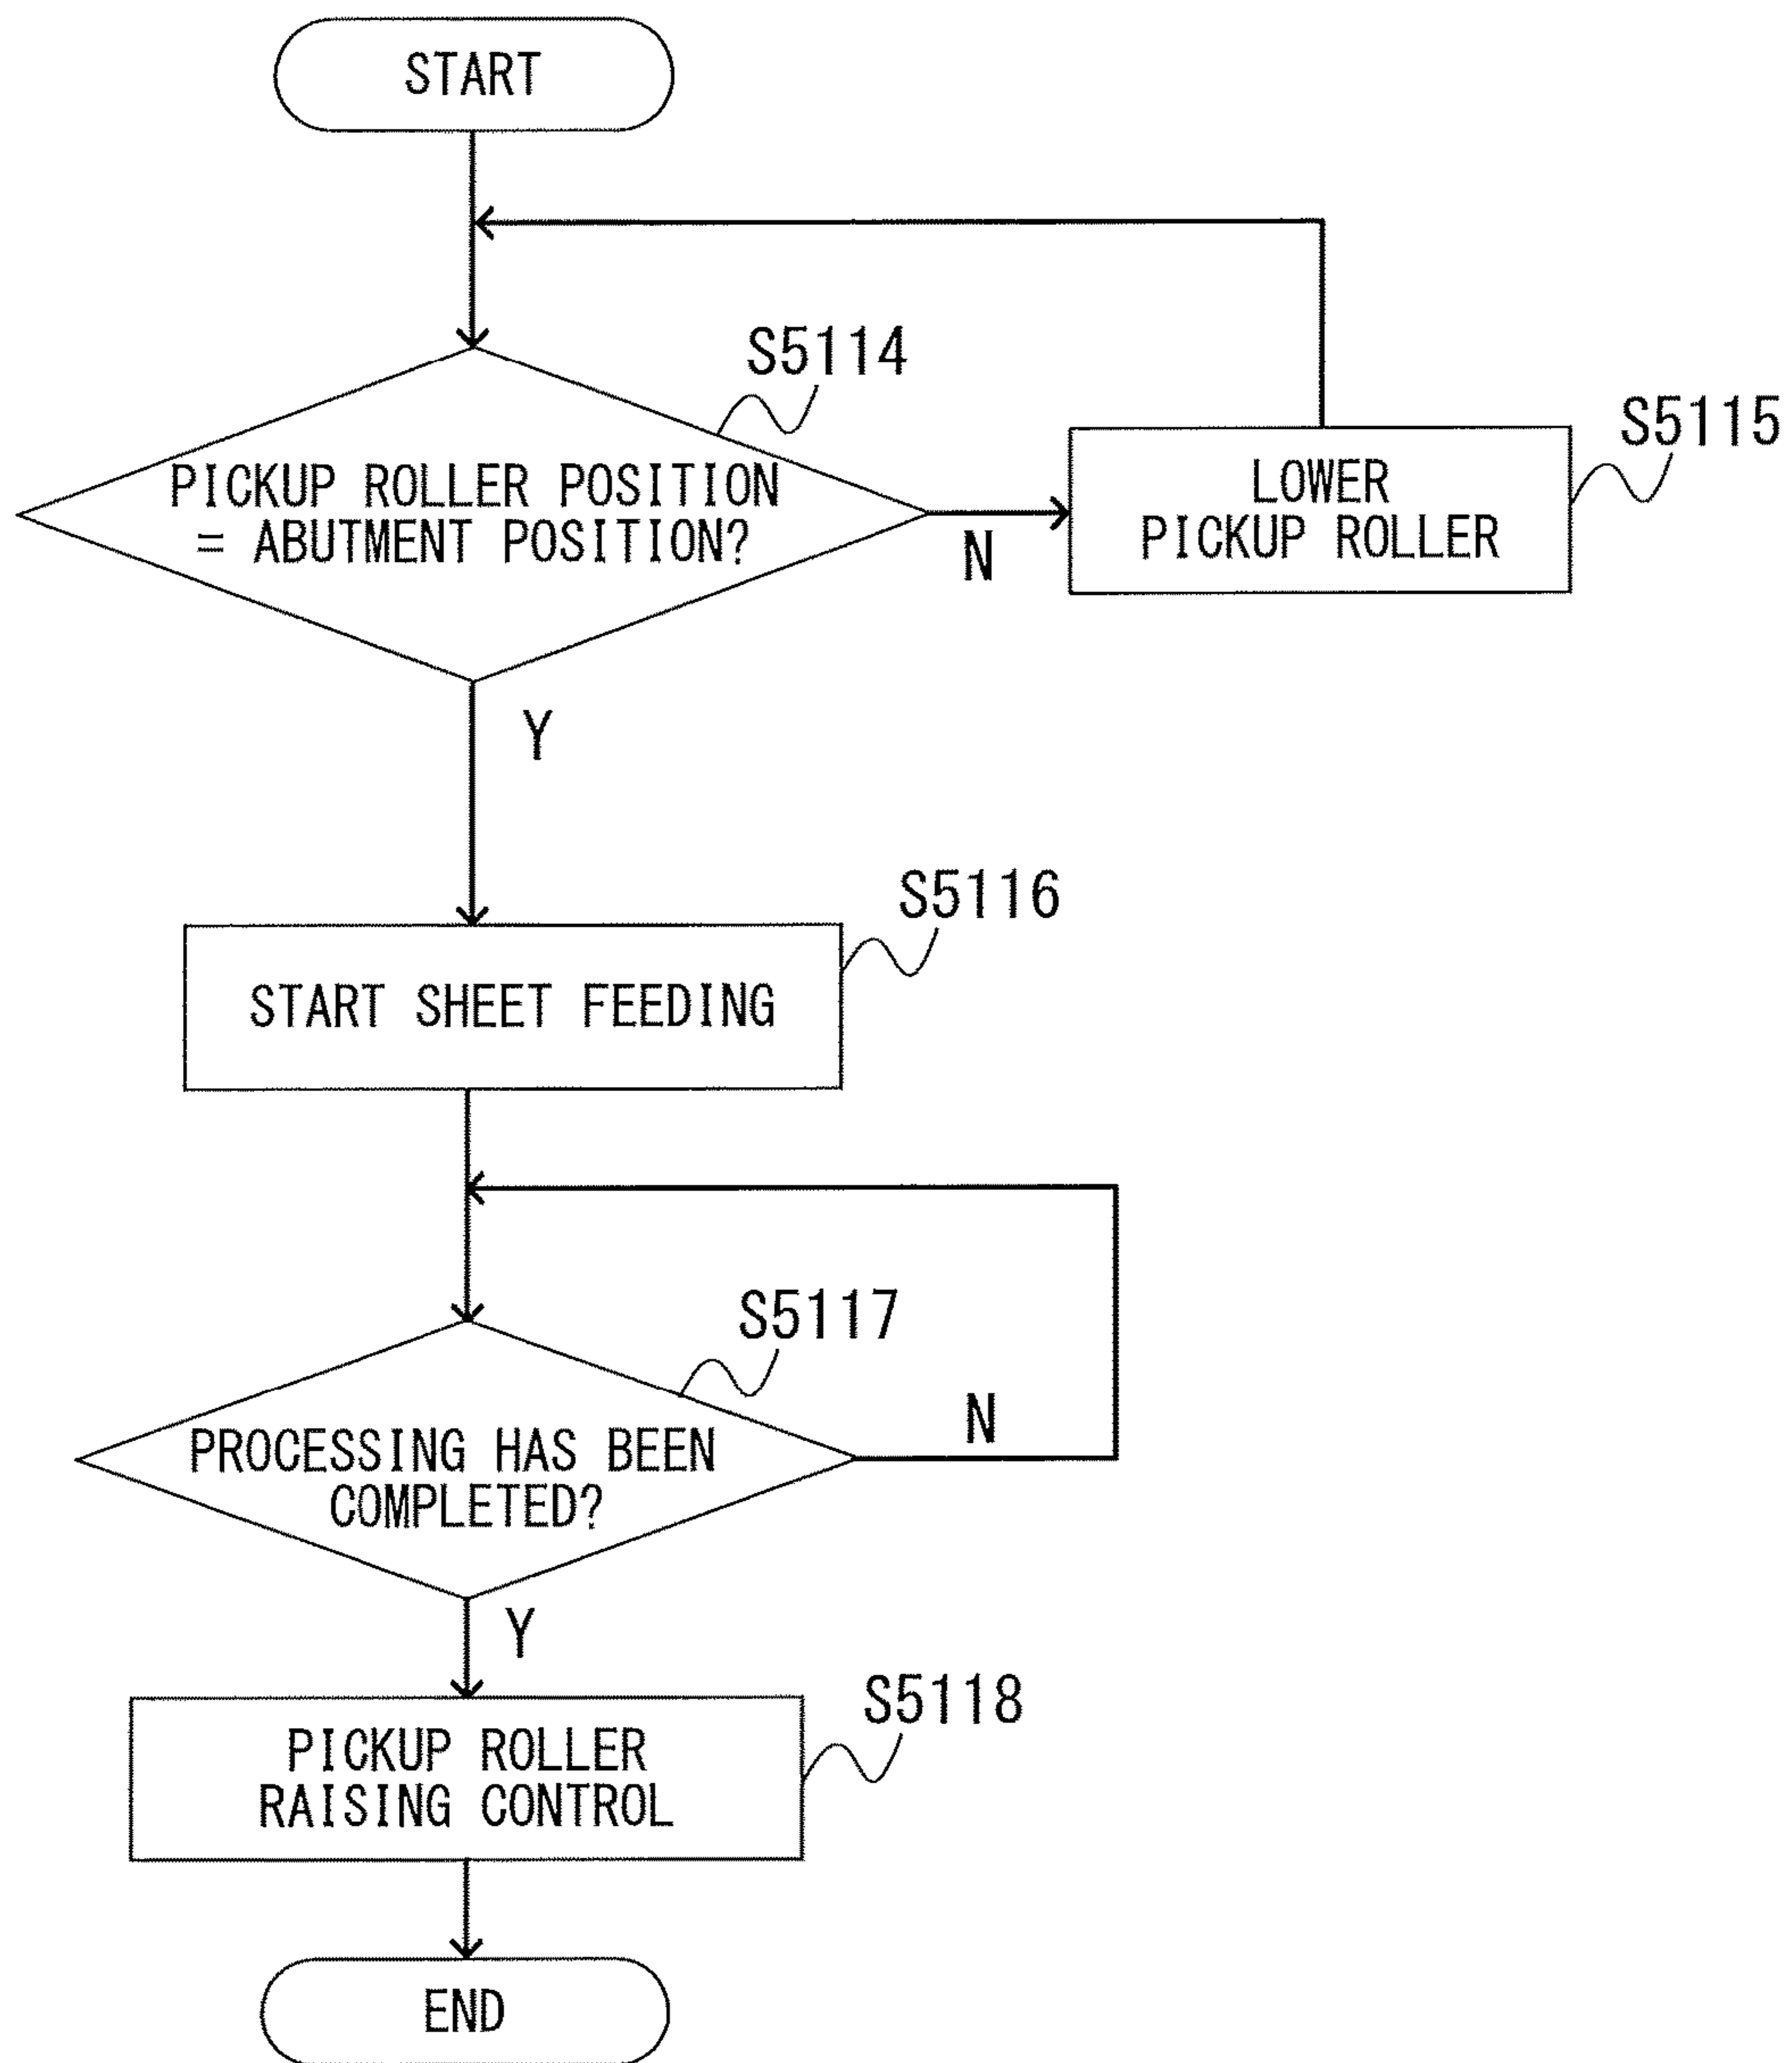 START
S5114
PICKUP ROLLER POSITION
= ABUTMENT POSITION?
N
S5115
LOWER
PICKUP ROLLER
Y
S5116
START SHEET FEEDING
S5117
PROCESSING HAS BEEN
COMPLETED?
N
Y
S5118
PICKUP ROLLER
RAISING CONTROL
END